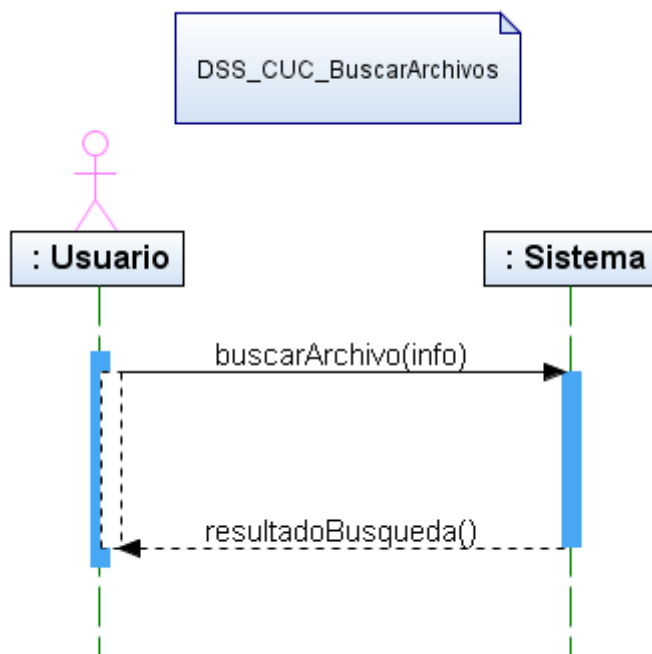 DSS_CUC_BuscarArchivos
: Usuario
: Sistema
buscarArchivo(info)
resultadoBusqueda()